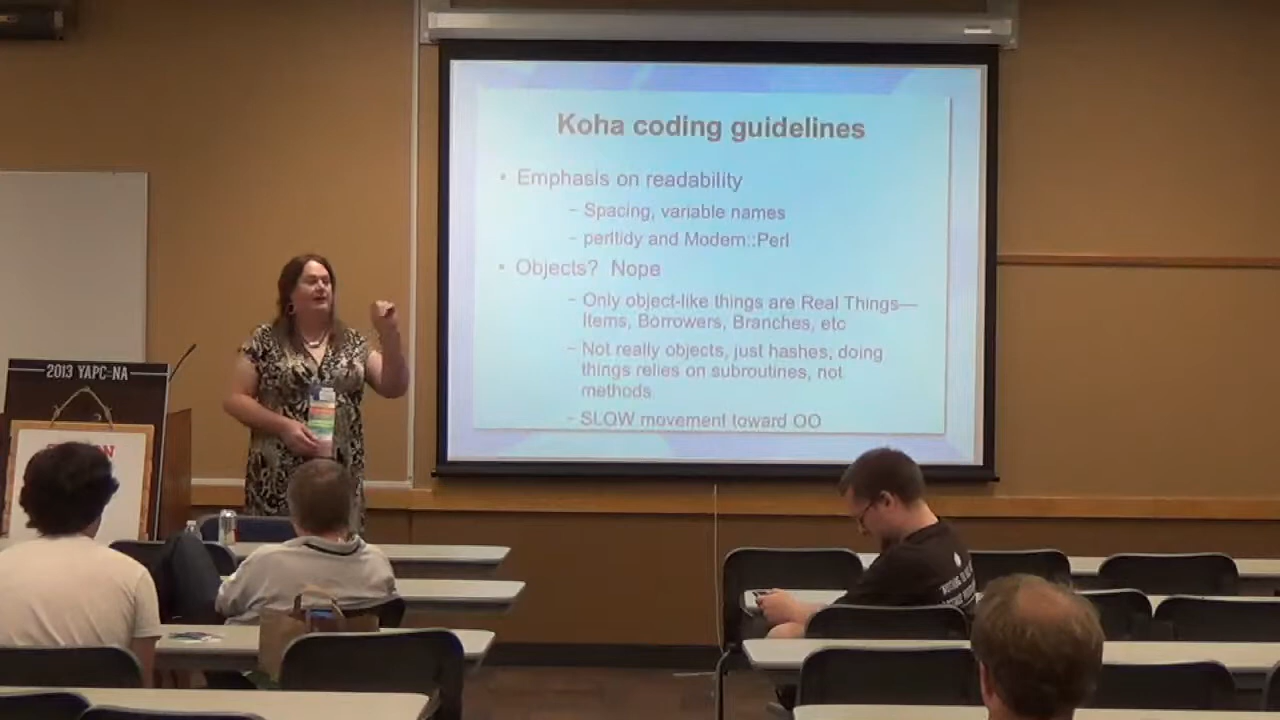 Koha coding guidelines
• Emphasis on readability
– Spacing, variable names
– perltidy and Modern::Perl
• Objects? Nope
– Only object-like things are Real Things—
Items, Borrowers, Branches, etc
– Not really objects, just hashes, doing
things relies on subroutines, not
methods
– SLOW movement toward OO
2013 YAPC::NA